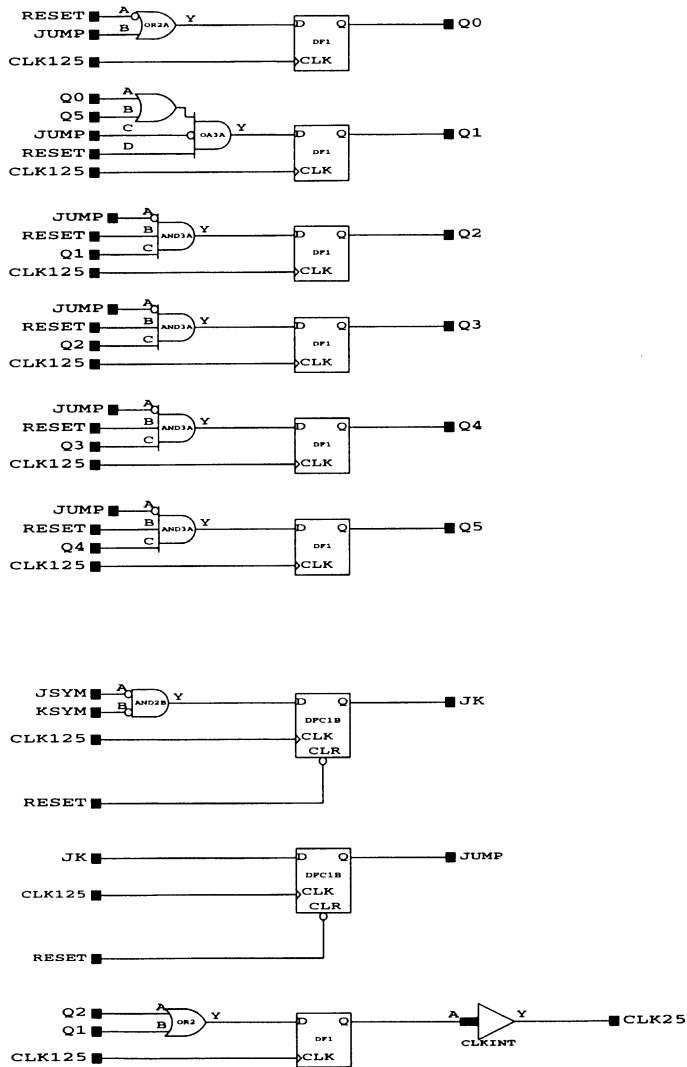 RESET A
OR2A Y
JUMP B
D Q Q0
DF1
CLK125 CLK
Q0 A
Q5 B
JUMP C OA3A Y D Q Q1
RESET D
DF1
CLK125 CLK
JUMP A
RESET B AND3A Y D Q Q2
Q1 C
DF1
CLK125 CLK
JUMP A
RESET B AND3A Y D Q Q3
Q2 C
DF1
CLK125 CLK
JUMP A
RESET B AND3A Y D Q Q4
Q3 C
DF1
CLK125 CLK
JUMP A
RESET B AND3A Y D Q Q5
Q4 C
DF1
CLK125 CLK
JSYM A
AND2B Y D Q JK
KSYM B
DFC1B
CLK125 CLK
CLR
RESET
JK D Q JUMP
DFC1B
CLK125 CLK
CLR
RESET
Q2 A
OR2 Y D Q A Y CLK25
Q1 B
DF1
CLKINT
CLK125 CLK